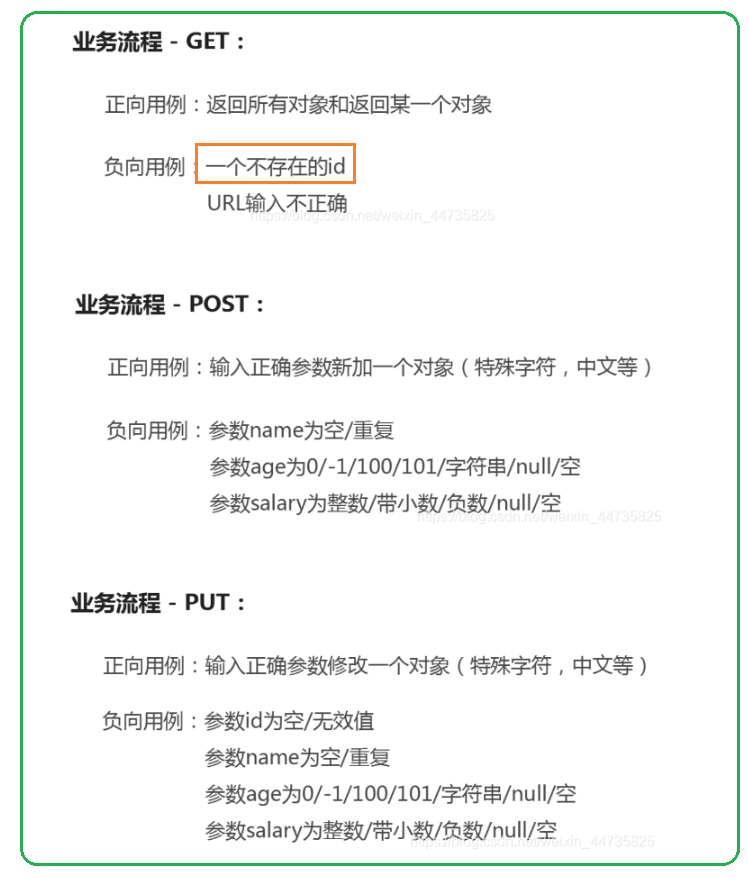 业务流程 - GET：
正向用例：返回所有对象和返回某一个对象
负向用例：一个不存在的id
URL输入不正确
https://blog.csdn.net/weixin_44735825
业务流程 - POST：
正向用例：输入正确参数新加一个对象（特殊字符，中文等）
负向用例：参数name为空/重复
参数age为0/-1/100/101/字符串/null/空
参数salary为整数/带小数/负数/null/空
https://blog.csdn.net/weixin_44735825
业务流程 - PUT：
正向用例：输入正确参数修改一个对象（特殊字符，中文等）
负向用例：参数id为空/无效值
参数name为空/重复
参数age为0/-1/100/101/字符串/null/空
参数salary为整数/带小数/负数/null/空
https://blog.csdn.net/weixin_44735825